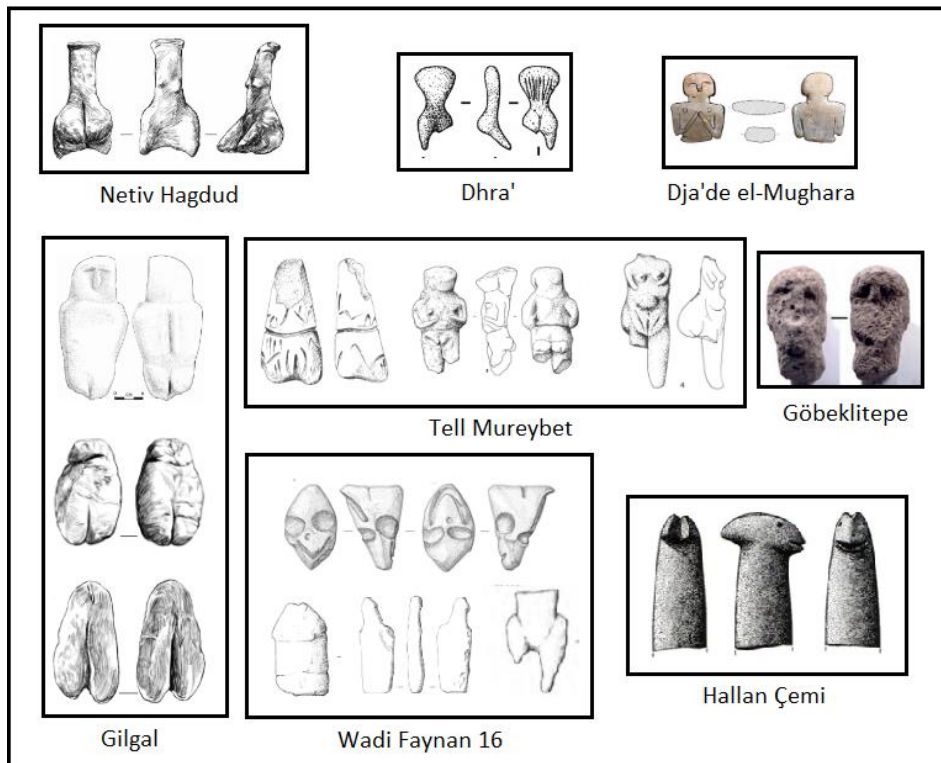 Netiv Hagdud
Dhra'
Dja'de el-Mughara
Tell Mureybet
Göbeklitepe
Gilgal
Wadi Faynan 16
Hallan Çemi